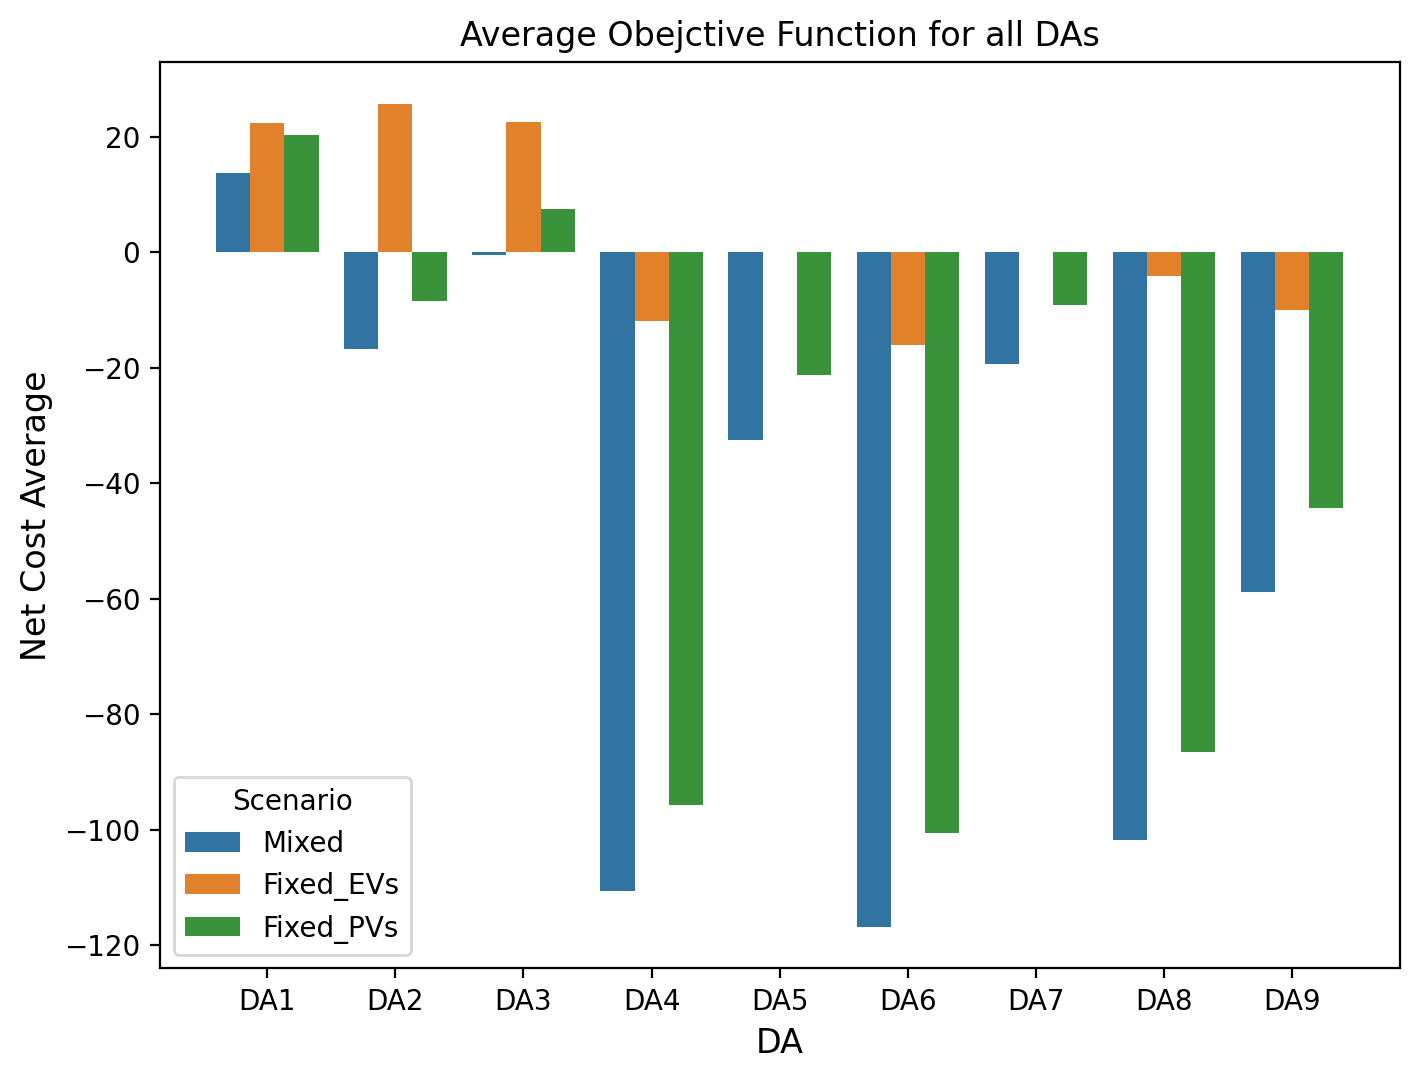 Average Obejctive Function for all DAs
Net Cost Average
20
0
−20
−40
−60
−80
−100
−120
Scenario
Mixed
Fixed_EVs
Fixed_PVs
DA1 DA2 DA3 DA4 DA5 DA6 DA7 DA8 DA9
DA